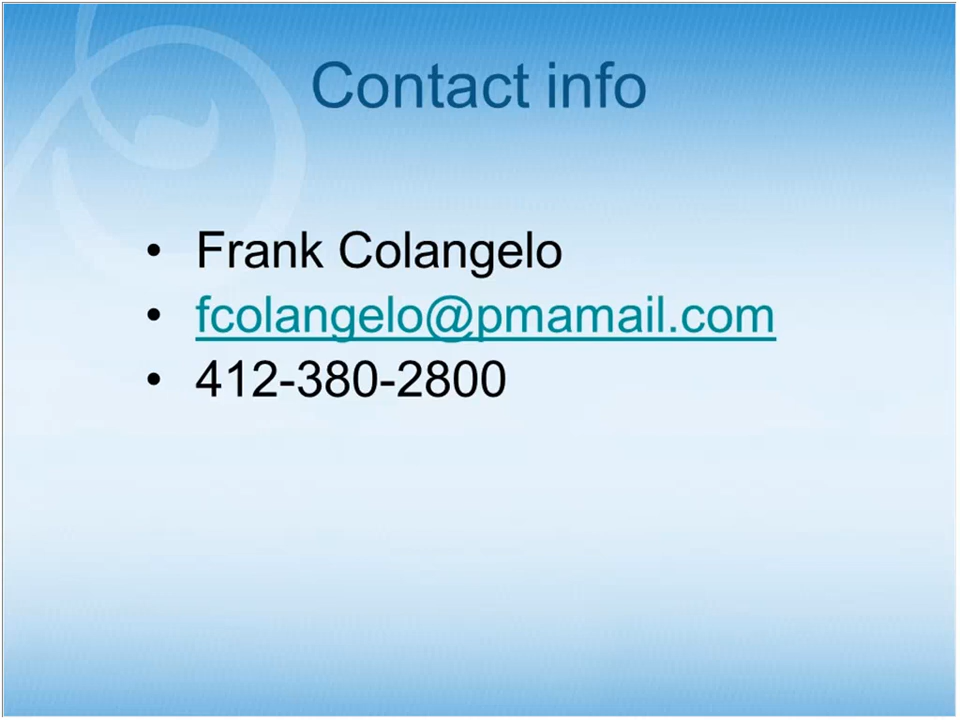 Contact info
• Frank Colangelo
• fcolangelo@pmamail.com
• 412-380-2800